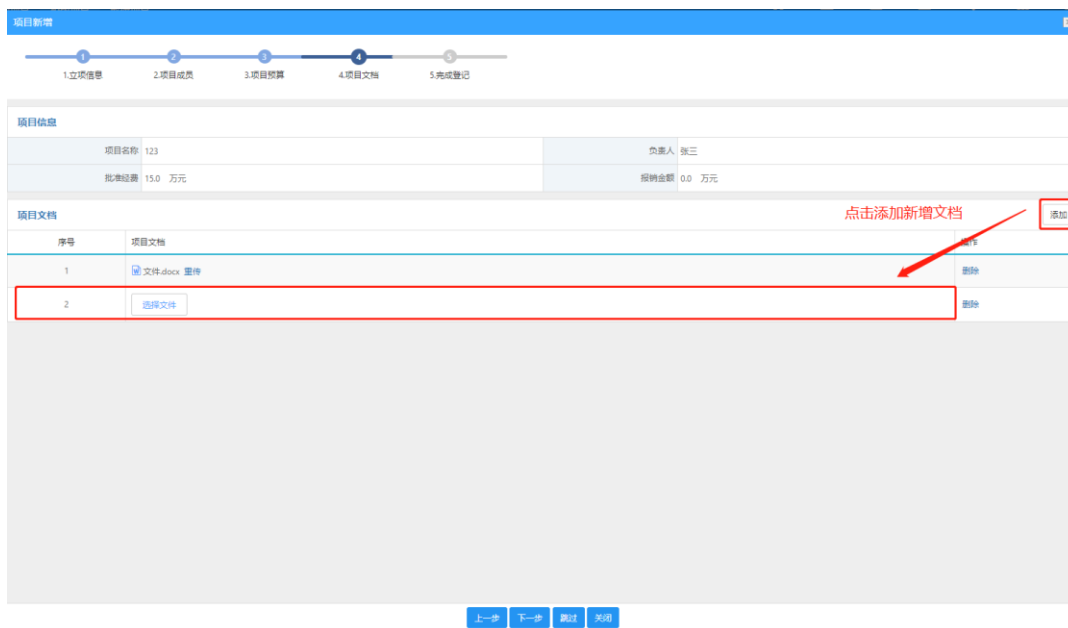 项目新增
1 2 3 4 5
1.立项信息 2.项目成员 3.项目预算 4.项目文档 5.完成登记
项目信息
项目名称 123 负责人 张三
批准经费 15.0 万元 报销金额 0.0 万元
项目文档 点击添加新增文档 添加
序号 项目文档 操作
1 文件.docx 重传 删除
2 选择文件 删除
上一步 下一步 跳过 关闭